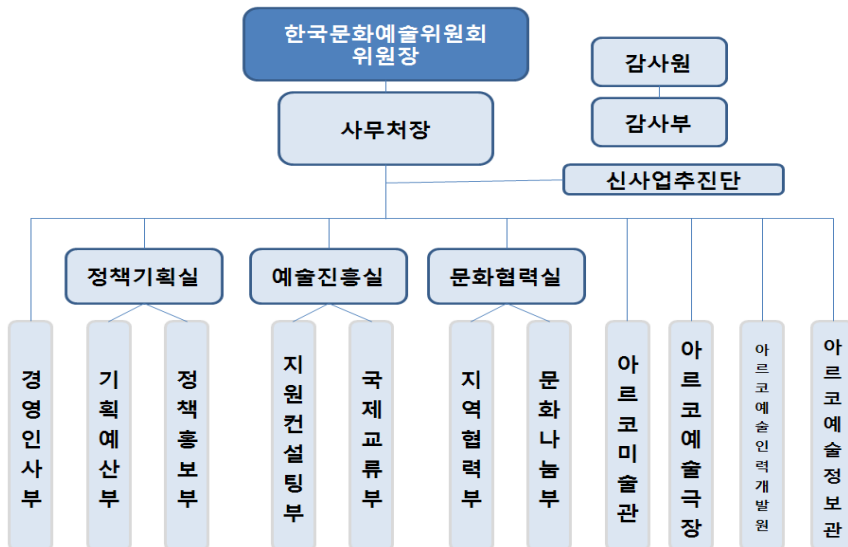 한국문화예술위원회
위원장
감사원
사무처장
감사부
신사업추진단
정책기획실
예술진흥실
문화협력실
경영인사부
기획예산부
정책홍보부
지원컨설팅부
국제교류부
지역협력부
문화나눔부
아르코미술관
아르코예술극장
아르코예술인력개발원
아르코예술정보관